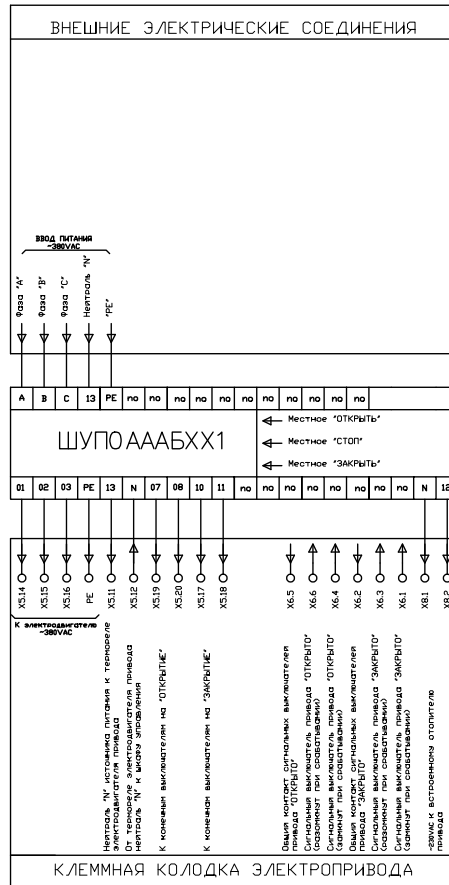 ВНЕШНИЕ ЭЛЕКТРИЧЕСКИЕ СОЕДИНЕНИЯ
ВВОД ПИТАНИЯ
~380VAC
Фаза "А"
Фаза "В"
Фаза "С"
Нейтраль "N"
"PE"
A B C 13 PE no no no no no no no no no no no
ШУПОАААБХХ1
Местное "ОТКРЫТЬ"
Местное "СТОП"
Местное "ЗАКРЫТЬ"
01 02 03 PE 13 N 07 08 10 11 no no no no no no no no N 12
X5.14
X5.15
X5.16
PE
X5.11
X5.12
X5.19
X5.20
X5.17
X5.18
X6.5
X6.6
X6.4
X6.2
X6.3
X6.1
X8.1
X8.2
К электродвигателю
~380VAC
Нейтраль "N" источника питания к термореле
электродвигателя привода
От термореле электродвигателя привода
нейтраль "N" к шкафу управления
К конечным выключателям на "ОТКРЫТИЕ"
К конечным выключателям на "ЗАКРЫТИЕ"
Общий контакт сигнальных выключателей
привода "ОТКРЫТО"
Сигнальный выключатель привода "ОТКРЫТО"
(разомкнут при срабатывании)
Сигнальный выключатель привода "ОТКРЫТО"
(замкнут при срабатывании)
Общий контакт сигнальных выключателей
привода "ЗАКРЫТО"
Сигнальный выключатель привода "ЗАКРЫТО"
(разомкнут при срабатывании)
Сигнальный выключатель привода "ЗАКРЫТО"
(замкнут при срабатывании)
~230VAC к встроенному отопителю
привода
КЛЕММНАЯ КОЛОДКА ЭЛЕКТРОПРИВОДА